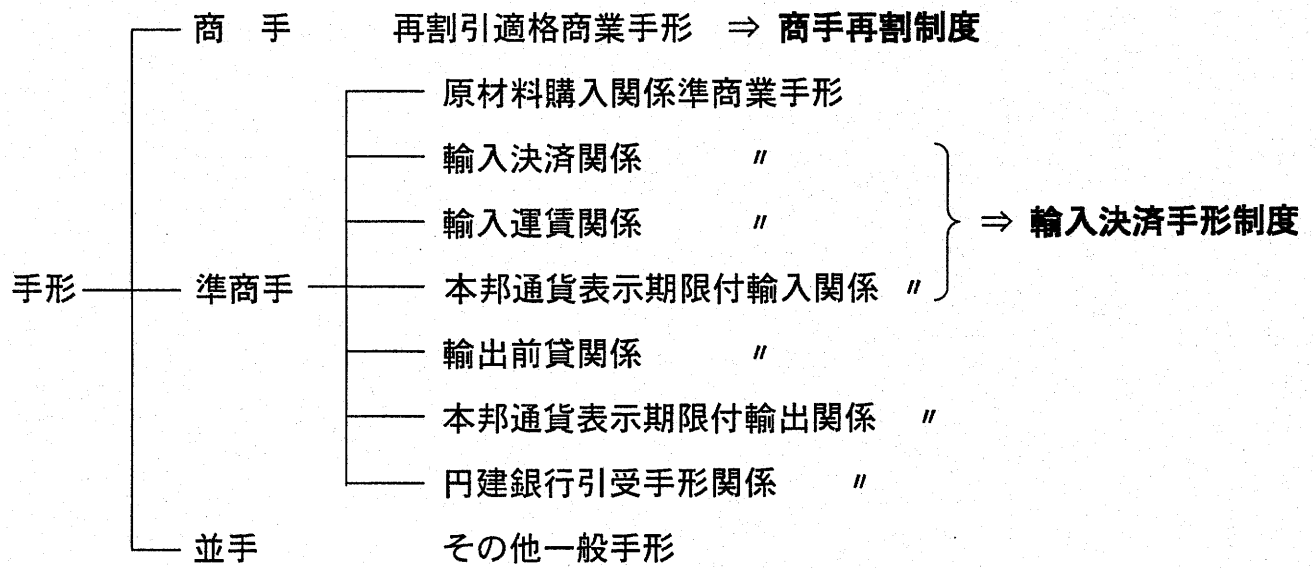 商　手　再割引適格商業手形　⇒ 商手再割制度
原材料購入関係準商業手形
輸入決済関係　〃
輸入運賃関係　〃　⇒ 輸入決済手形制度
手形　準商手　本邦通貨表示期限付輸入関係　〃
輸出前貸関係　〃
本邦通貨表示期限付輸出関係　〃
円建銀行引受手形関係　〃
並手　その他一般手形